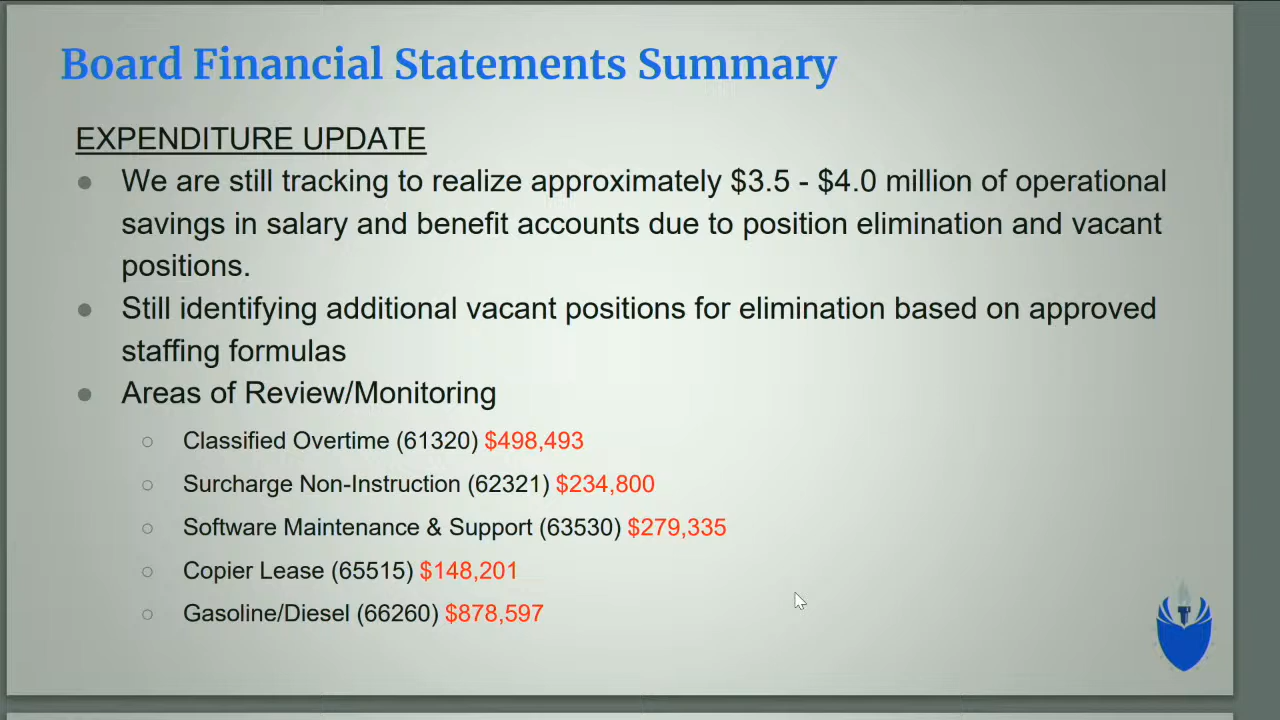 Board Financial Statements Summary
EXPENDITURE UPDATE
● We are still tracking to realize approximately $3.5 - $4.0 million of operational
savings in salary and benefit accounts due to position elimination and vacant
positions.
● Still identifying additional vacant positions for elimination based on approved
staffing formulas
● Areas of Review/Monitoring
○ Classified Overtime (61320) $498,493
○ Surcharge Non-Instruction (62321) $234,800
○ Software Maintenance & Support (63530) $279,335
○ Copier Lease (65515) $148,201
○ Gasoline/Diesel (66260) $878,597